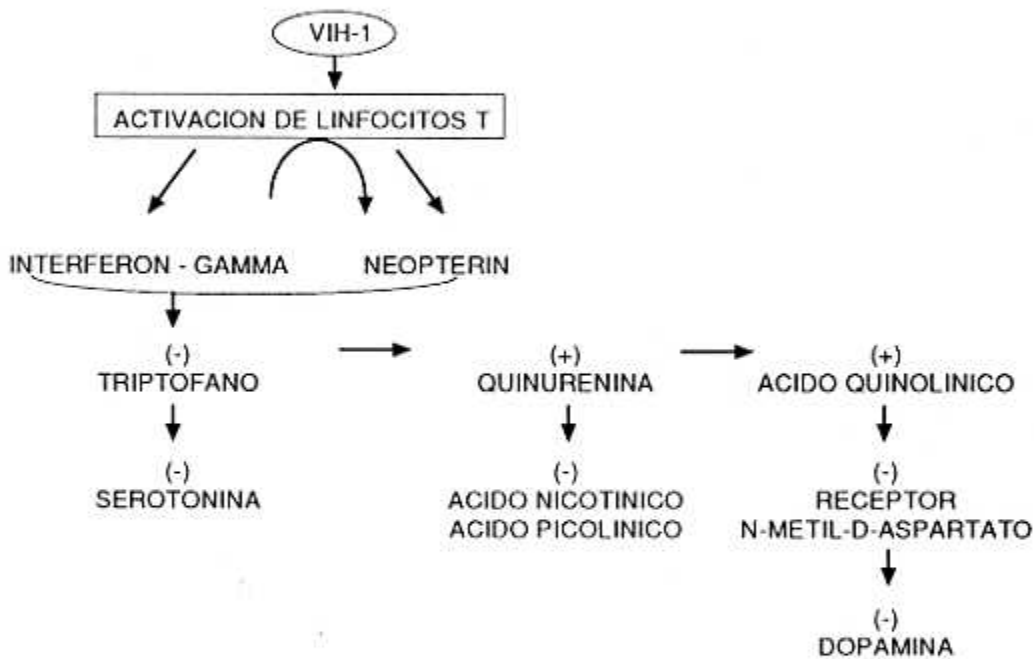 VIH-1
ACTIVACION DE LINFOCITOS T
INTERFERON - GAMMA NEOPTERIN
(-) (+) (+)
TRIPTOFANO QUINURENINA ACIDO QUINOLINICO
(-) (-) (-)
SEROTONINA ACIDO NICOTINICO RECEPTOR
ACIDO PICOLINICO N-METIL-D-ASPARTATO
(-)
DOPAMINA